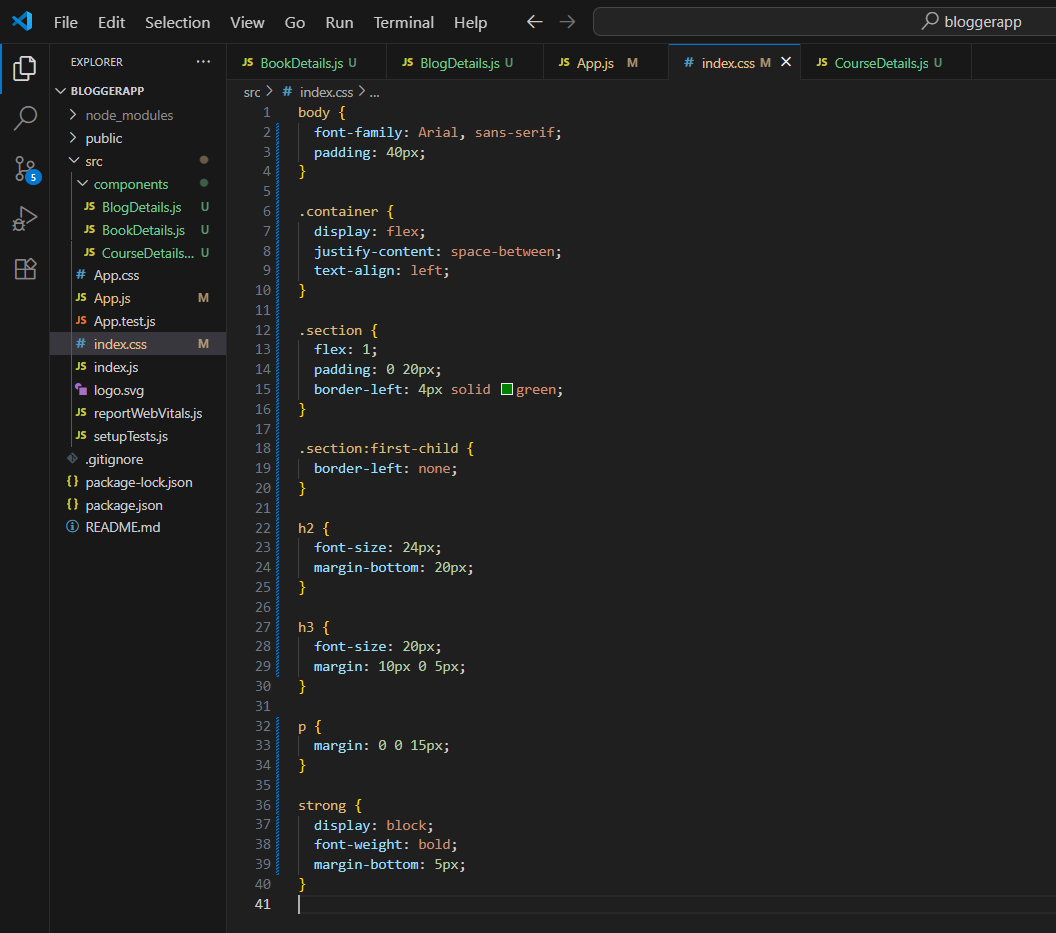 File Edit Selection View Go Run Terminal Help bloggerapp
EXPLORER ...
JS BookDetails.js U JS BlogDetails.js U JS App.js M # index.css M JS CourseDetails.js U
src > # index.css > ...
BLOGGERAPP
node_modules
public
src
components
JS BlogDetails.js U
JS BookDetails.js U
JS CourseDetails... U
# App.css
JS App.js M
JS App.test.js
# index.css M
JS index.js
logo.svg
JS reportWebVitals.js
JS setupTests.js
.gitignore
{} package-lock.json
{} package.json
README.md
5
1 body {
2   font-family: Arial, sans-serif;
3   padding: 40px;
4 }
5
6 .container {
7   display: flex;
8   justify-content: space-between;
9   text-align: left;
10 }
11
12 .section {
13   flex: 1;
14   padding: 0 20px;
15   border-left: 4px solid green;
16 }
17
18 .section:first-child {
19   border-left: none;
20 }
21
22 h2 {
23   font-size: 24px;
24   margin-bottom: 20px;
25 }
26
27 h3 {
28   font-size: 20px;
29   margin: 10px 0 5px;
30 }
31
32 p {
33   margin: 0 0 15px;
34 }
35
36 strong {
37   display: block;
38   font-weight: bold;
39   margin-bottom: 5px;
40 }
41